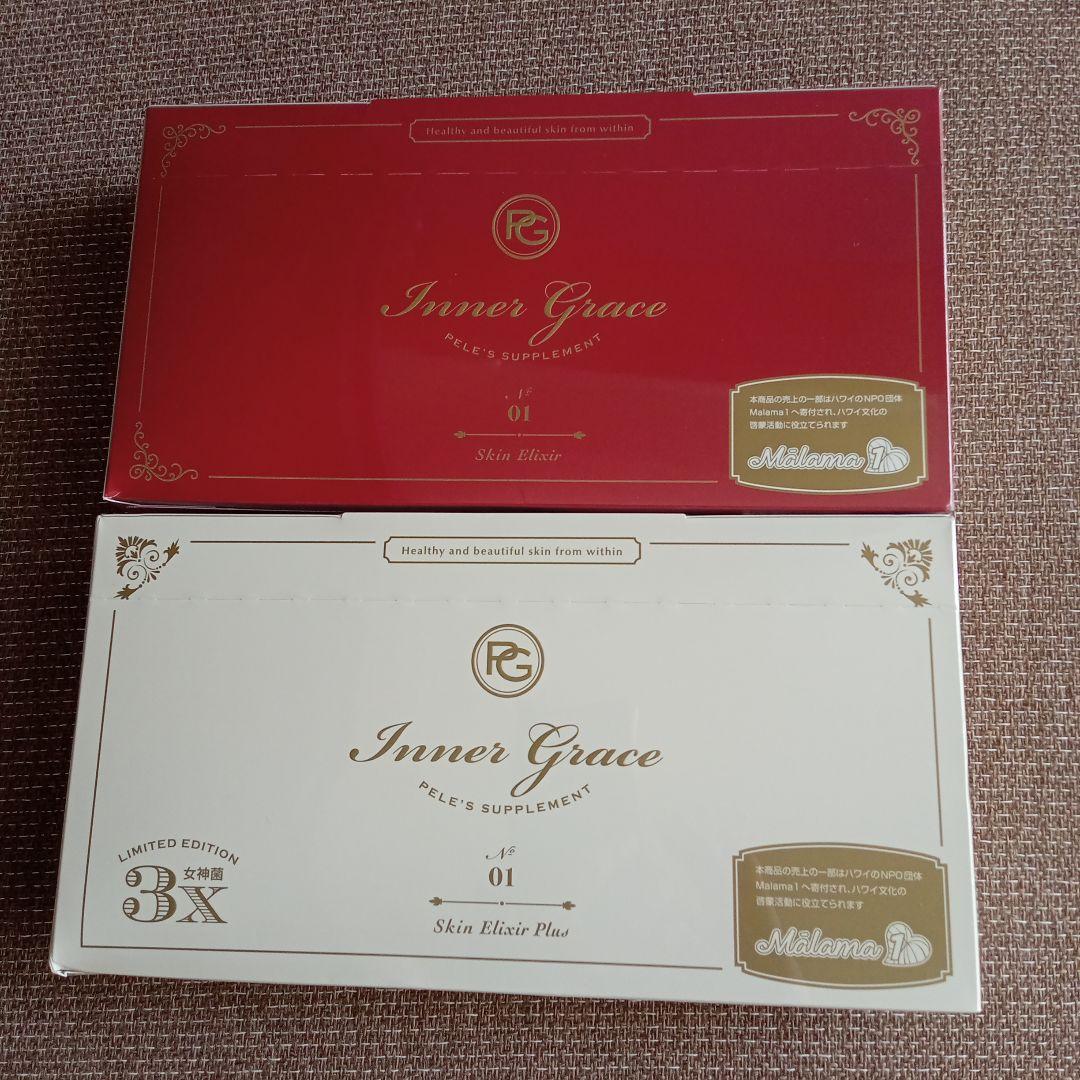 Healthy and beautiful skin from within
PG
Inner Grace
PELE'S SUPPLEMENT
Nº
01
Skin Elixir
本商品の売上の一部はハワイのNPO団体
Malama1へ寄付され、ハワイ文化の
啓蒙活動に役立てられます
Mālama 1
Healthy and beautiful skin from within
PG
Inner Grace
PELE'S SUPPLEMENT
LIMITED EDITION
女神菌
3X
Nº
01
Skin Elixir Plus
本商品の売上の一部はハワイのNPO団体
Malama1へ寄付され、ハワイ文化の
啓蒙活動に役立てられます
Mālama 1